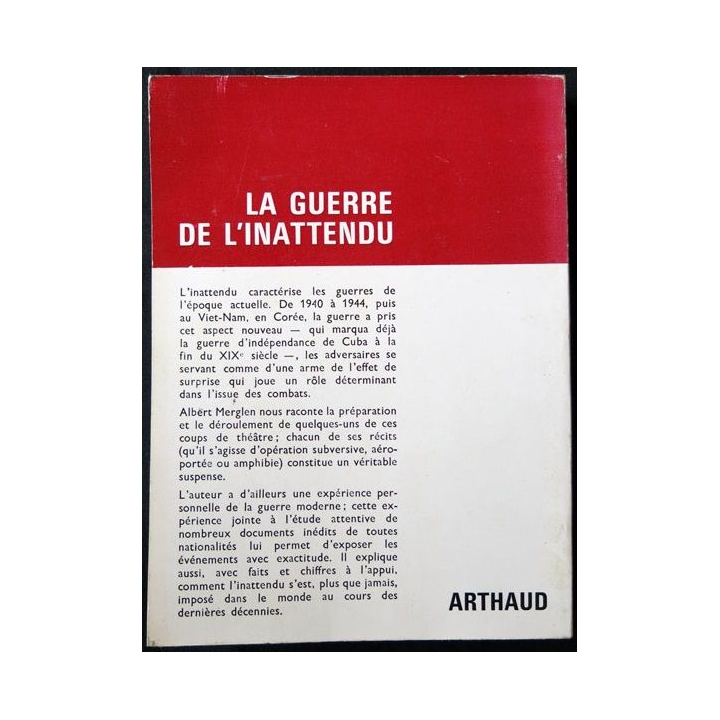 LA GUERRE
DE L'INATTENDU
L'inattendu caractérise les guerres de
l'époque actuelle. De 1940 à 1944, puis
au Viet-Nam, en Corée, la guerre a pris
cet aspect nouveau — qui marqua déjà
la guerre d'indépendance de Cuba à la
fin du XIXe siècle —, les adversaires se
servant comme d'une arme de l'effet de
surprise qui joue un rôle déterminant
dans l'issue des combats.
Albert Merglen nous raconte la préparation
et le déroulement de quelques-uns de ces
coups de théâtre ; chacun de ses récits
(qu'il s'agisse d'opération subversive, aéro-
portée ou amphibie) constitue un véritable
suspense.
L'auteur a d'ailleurs une expérience per-
sonnelle de la guerre moderne ; cette ex-
périence jointe à l'étude attentive de
nombreux documents inédits de toutes
nationalités lui permet d'exposer les
événements avec exactitude. Il explique
aussi, avec faits et chiffres à l'appui,
comment l'inattendu s'est, plus que jamais,
imposé dans le monde au cours des
dernières décennies.
ARTHAUD